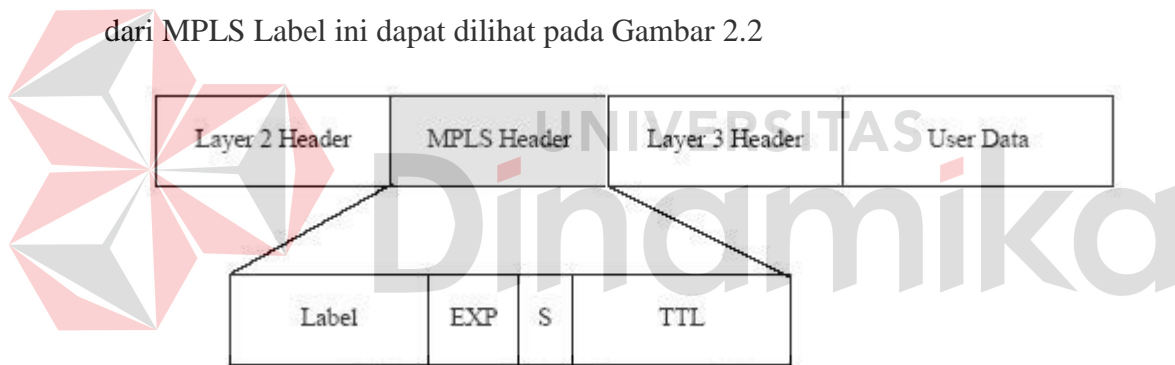 dari MPLS Label ini dapat dilihat pada Gambar 2.2
UNIVERSITAS
Dinamika
Layer 2 Header MPLS Header Layer 3 Header User Data
Label EXP S TTL